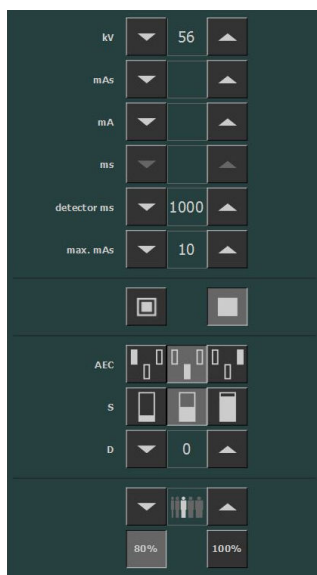 kV 56
mAs
mA
ms
detector ms 1000
max. mAs 10
AEC
S
D 0
80% 100%